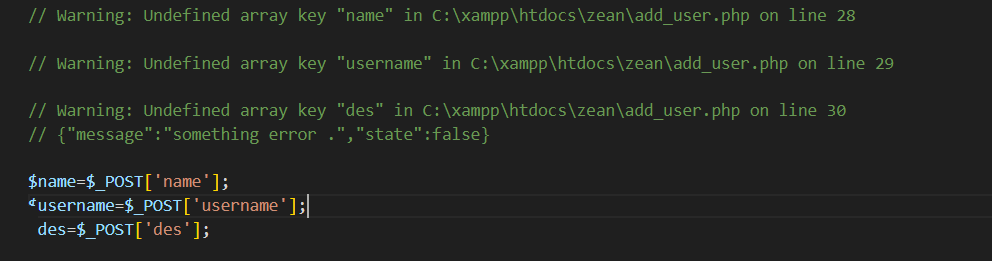 // Warning: Undefined array key "name" in C:\xampp\htdocs\zean\add_user.php on line 28
// Warning: Undefined array key "username" in C:\xampp\htdocs\zean\add_user.php on line 29
// Warning: Undefined array key "des" in C:\xampp\htdocs\zean\add_user.php on line 30
// {"message":"something error .","state":false}
$name=$_POST['name'];
username=$_POST['username'];
des=$_POST['des'];